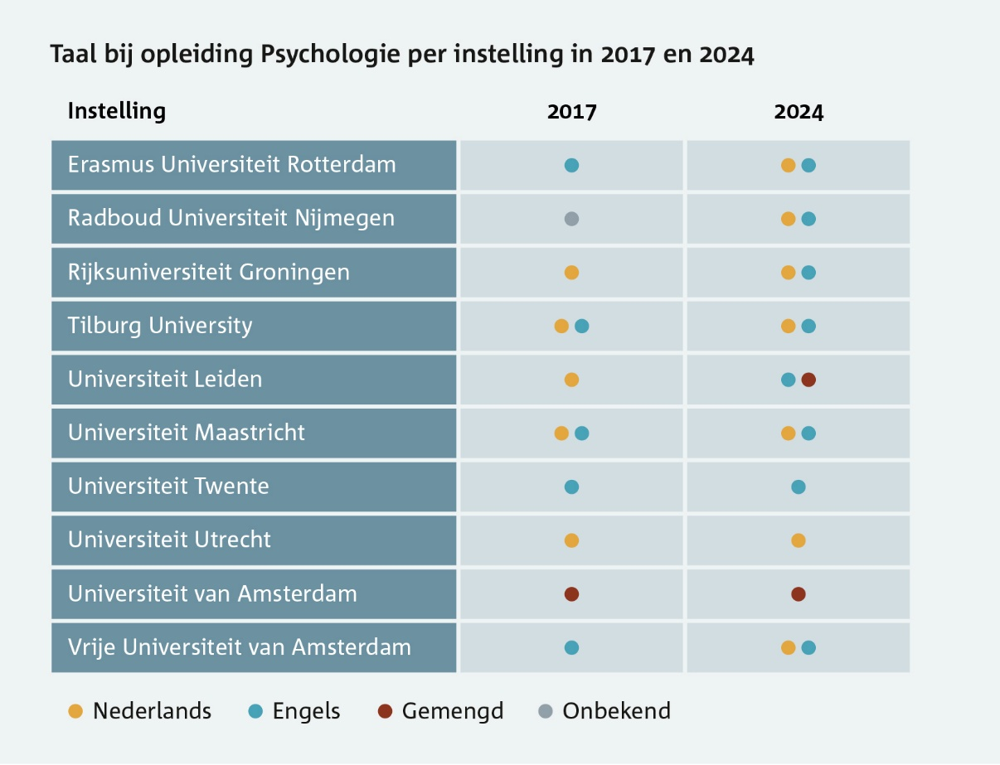 Taal bij opleiding Psychologie per instelling in 2017 en 2024
Instelling 2017 2024
Erasmus Universiteit Rotterdam
Radboud Universiteit Nijmegen
Rijksuniversiteit Groningen
Tilburg University
Universiteit Leiden
Universiteit Maastricht
Universiteit Twente
Universiteit Utrecht
Universiteit van Amsterdam
Vrije Universiteit van Amsterdam
Nederlands Engels Gemengd Onbekend